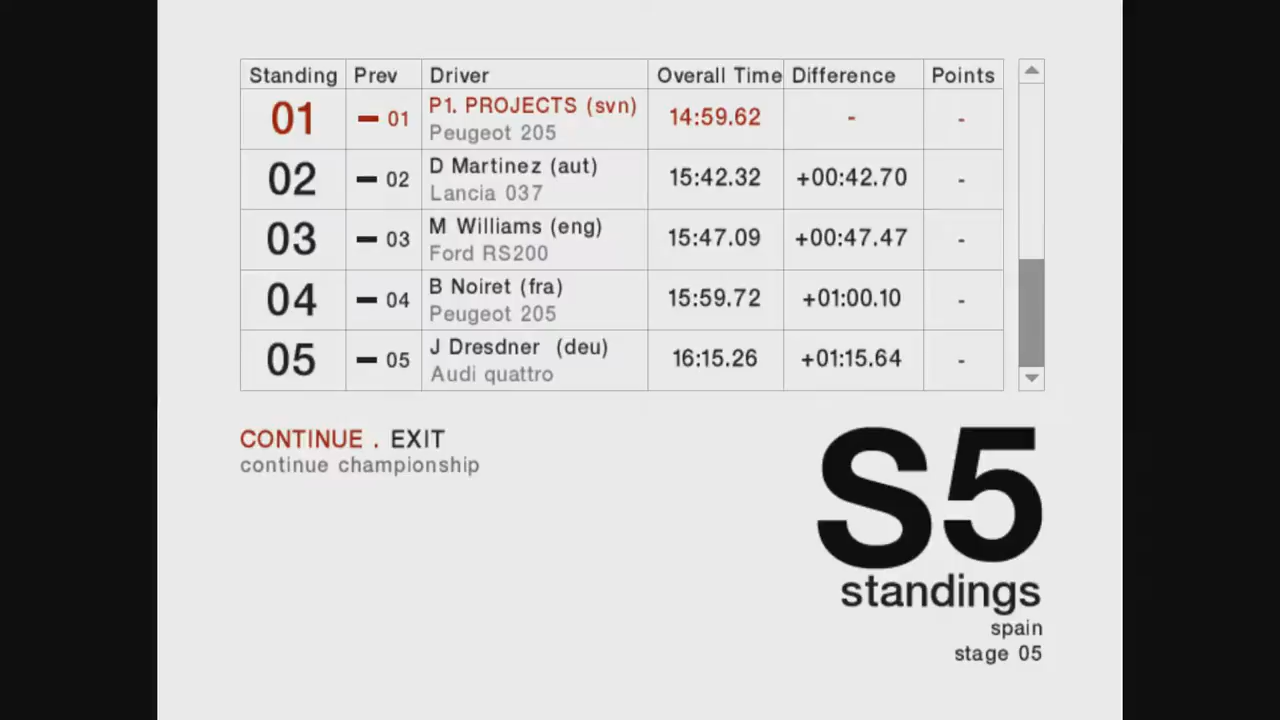 Standing Prev Driver Overall Time Difference Points
01 01 P1. PROJECTS (svn) 14:59.62 - -
Peugeot 205
02 02 D Martinez (aut) 15:42.32 +00:42.70 -
Lancia 037
03 03 M Williams (eng) 15:47.09 +00:47.47 -
Ford RS200
04 04 B Noiret (fra) 15:59.72 +01:00.10 -
Peugeot 205
05 05 J Dresdner (deu) 16:15.26 +01:15.64 -
Audi quattro
CONTINUE . EXIT
continue championship
S5
standings
spain
stage 05